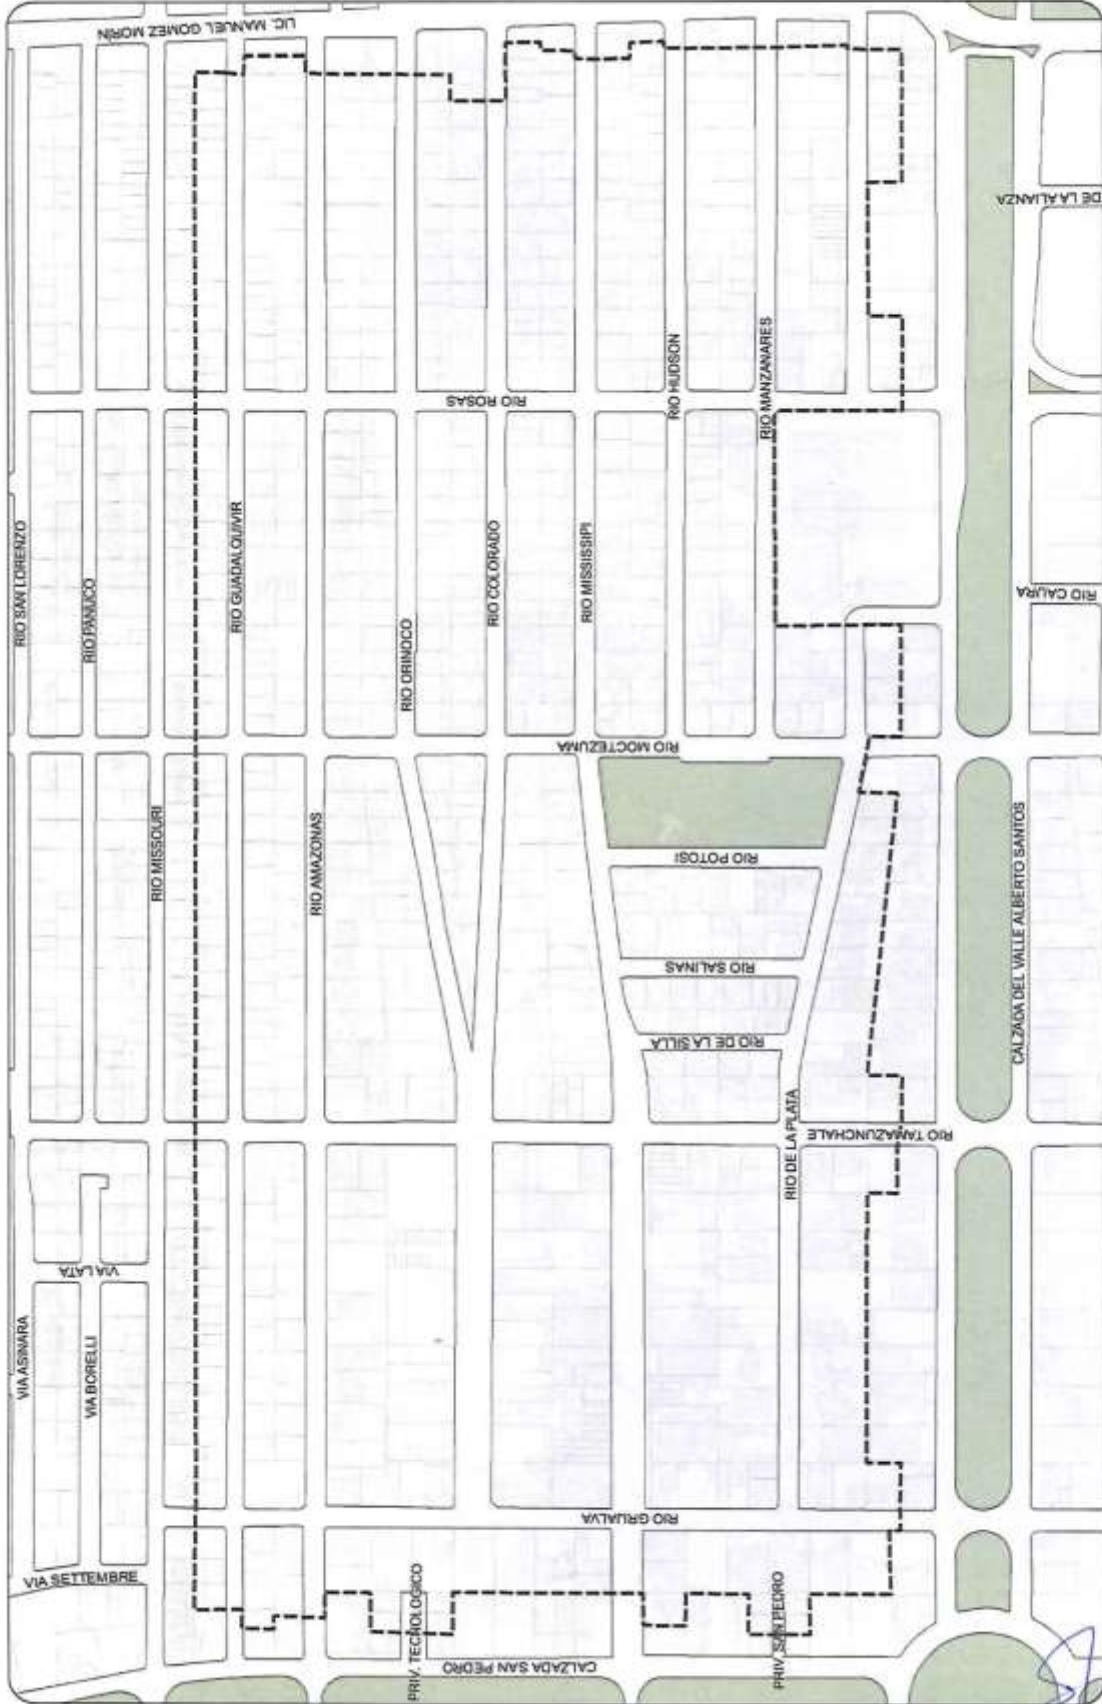 LIC. MANUEL GOMEZ MORIN
DE LA ALIANZA
RIO HUDSON
RIO MANZANARES
RIO ROSAS
RIO SAN LORENZO
RIO PANUCO
RIO GUADALQUIVIR
RIO ORINOCO
RIO COLORADO
RIO MISSISSIPI
RIO CAURA
RIO MOCTEZUMA
RIO MISSOURI
RIO AMAZONAS
RIO POTOSI
CALZADA DEL VALLE ALBERTO SANTOS
RIO SALINAS
RIO DE LA SILLA
RIO DE LA PLATA
RIO TAMAZUNCHALE
VIA LATA
VIA ASINARA
VIA BORELLI
RIO GRIJALVA
VIA SETTEMBRE
PRIV. TECNOLOGICO
PRIV. SAN PEDRO
CALZADA SAN PEDRO